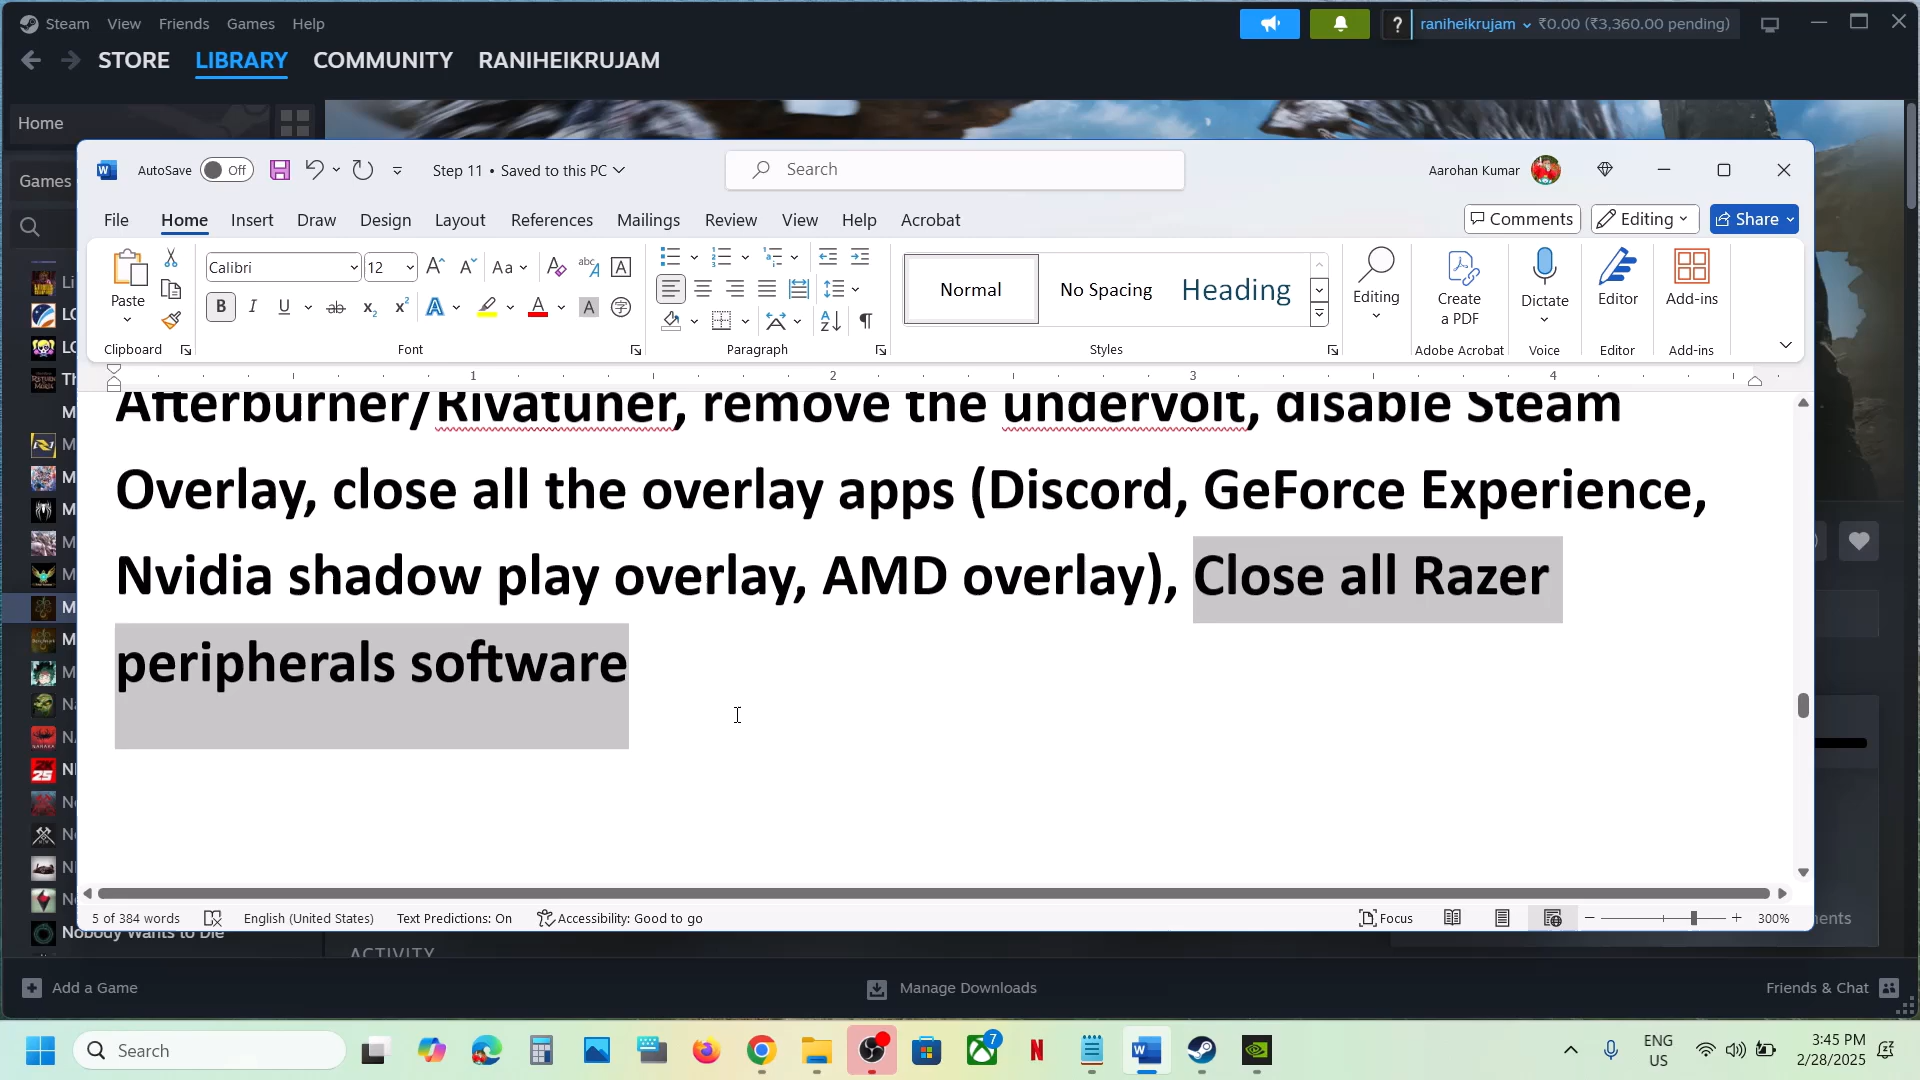 Steam View Friends Games Help
? raniheikrujam ₹0.00 (₹3,360.00 pending)
STORE LIBRARY COMMUNITY RANIHEIKRUJAM
Home
Games
AutoSave Off Step 11 • Saved to this PC Search Aarohan Kumar
File Home Insert Draw Design Layout References Mailings Review View Help Acrobat Comments Editing Share
Paste Calibri 12 Normal No Spacing Heading Editing Create a PDF Dictate Editor Add-ins
Clipboard Font Paragraph Styles Adobe Acrobat Voice Editor Add-ins
1 2 3 4
Afterburner/Rivatuner, remove the undervolt, disable Steam
Overlay, close all the overlay apps (Discord, GeForce Experience,
Nvidia shadow play overlay, AMD overlay), Close all Razer
peripherals software
5 of 384 words English (United States) Text Predictions: On Accessibility: Good to go Focus 300%
Nobody Wants to Die
ACTIVITY
Add a Game Manage Downloads Friends & Chat
Search 7 ENG US 3:45 PM 2/28/2025